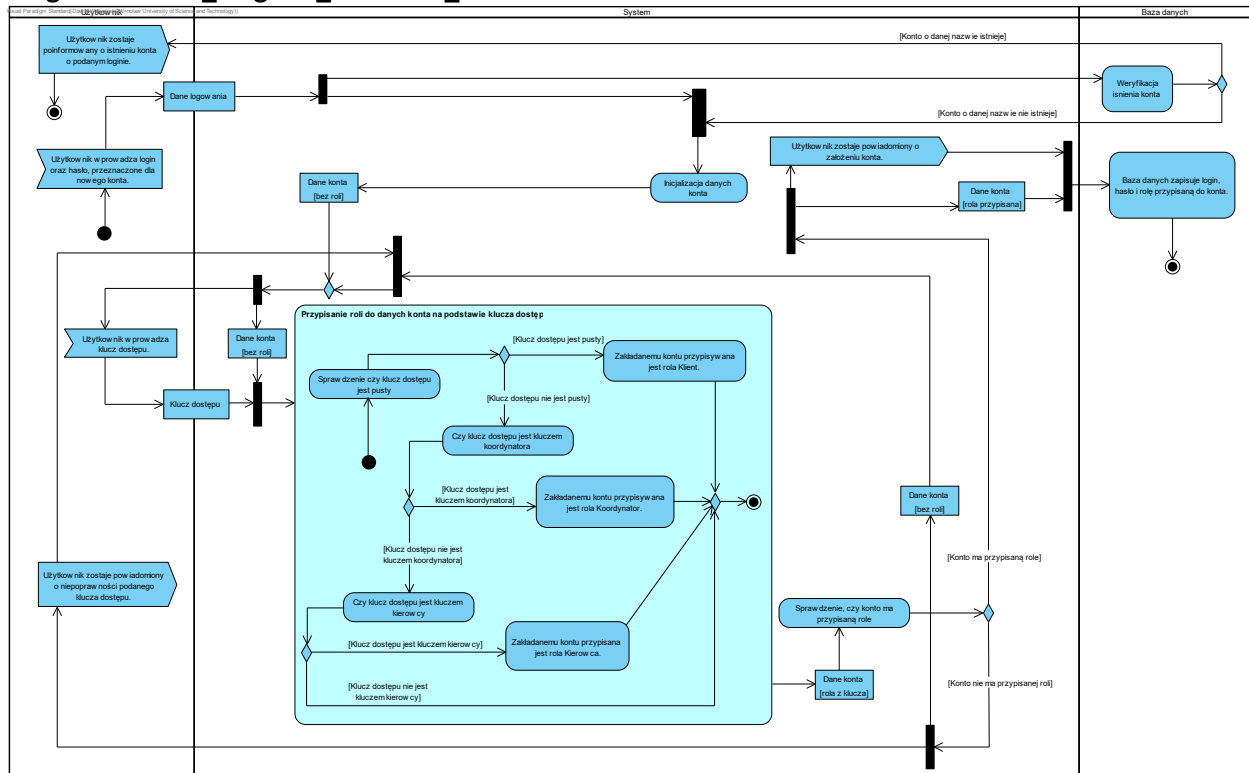 Użytkownik
System
Baza danych
Użytkownik zostaje
poinformowany o istnieniu konta
o podanym loginie.
[Konto o danej nazwie istnieje]
Dane logowania
Weryfikacja
isnienia konta
[Konto o danej nazwie nie istnieje]
Użytkownik wprowadza login
oraz hasło, przeznaczone dla
nowego konta.
Użytkownik zostaje powiadomiony o
założeniu konta.
Dane konta
[bez roli]
Inicjalizacja danych
konta
Dane konta
[rola przypisana]
Baza danych zapisuje login,
hasło i rolę przypisaną do konta.
Przypisanie roli do danych konta na podstawie klucza dostęp
Użytkownik wprowadza
klucz dostępu.
Dane konta
[bez roli]
[Klucz dostępu jest pusty]
Zakładanemu kontu przypisywana
jest rola Klient.
Sprawdzenie czy klucz dostępu
jest pusty
[Klucz dostępu nie jest pusty]
Klucz dostępu
Czy klucz dostępu jest kluczem
koordynatora
[Klucz dostępu jest
kluczem koordynatora]
Zakładanemu kontu przypisywana
jest rola Koordynator.
Dane konta
[bez roli]
[Klucz dostępu nie jest
kluczem koordynatora]
[Konto ma przypisaną role]
Użytkownik zostaje powiadomiony
o niepoprawności podanego
klucza dostępu.
Czy klucz dostępu jest kluczem
kierowcy
Sprawdzenie, czy konto ma
przypisaną role
[Klucz dostępu jest kluczem kierowcy]
Zakładanemu kontu przypisana
jest rola Kierowca.
[Klucz dostępu nie jest
kluczem kierowcy]
Dane konta
[rola z klucza]
[Konto nie ma przypisanej roli]